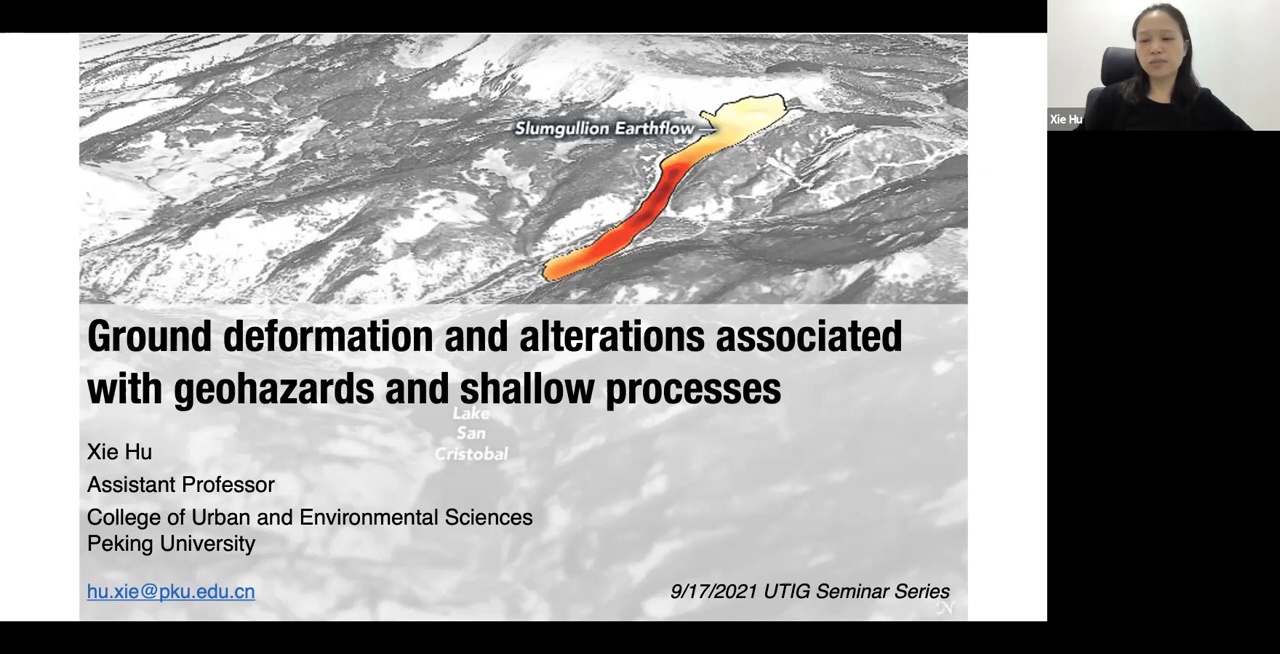 Slumgullion Earthflow
Xie Hu
Ground deformation and alterations associated
with geohazards and shallow processes
Lake
San
Cristobal
Xie Hu
Assistant Professor
College of Urban and Environmental Sciences
Peking University
hu.xie@pku.edu.cn
9/17/2021 UTIG Seminar Series
N